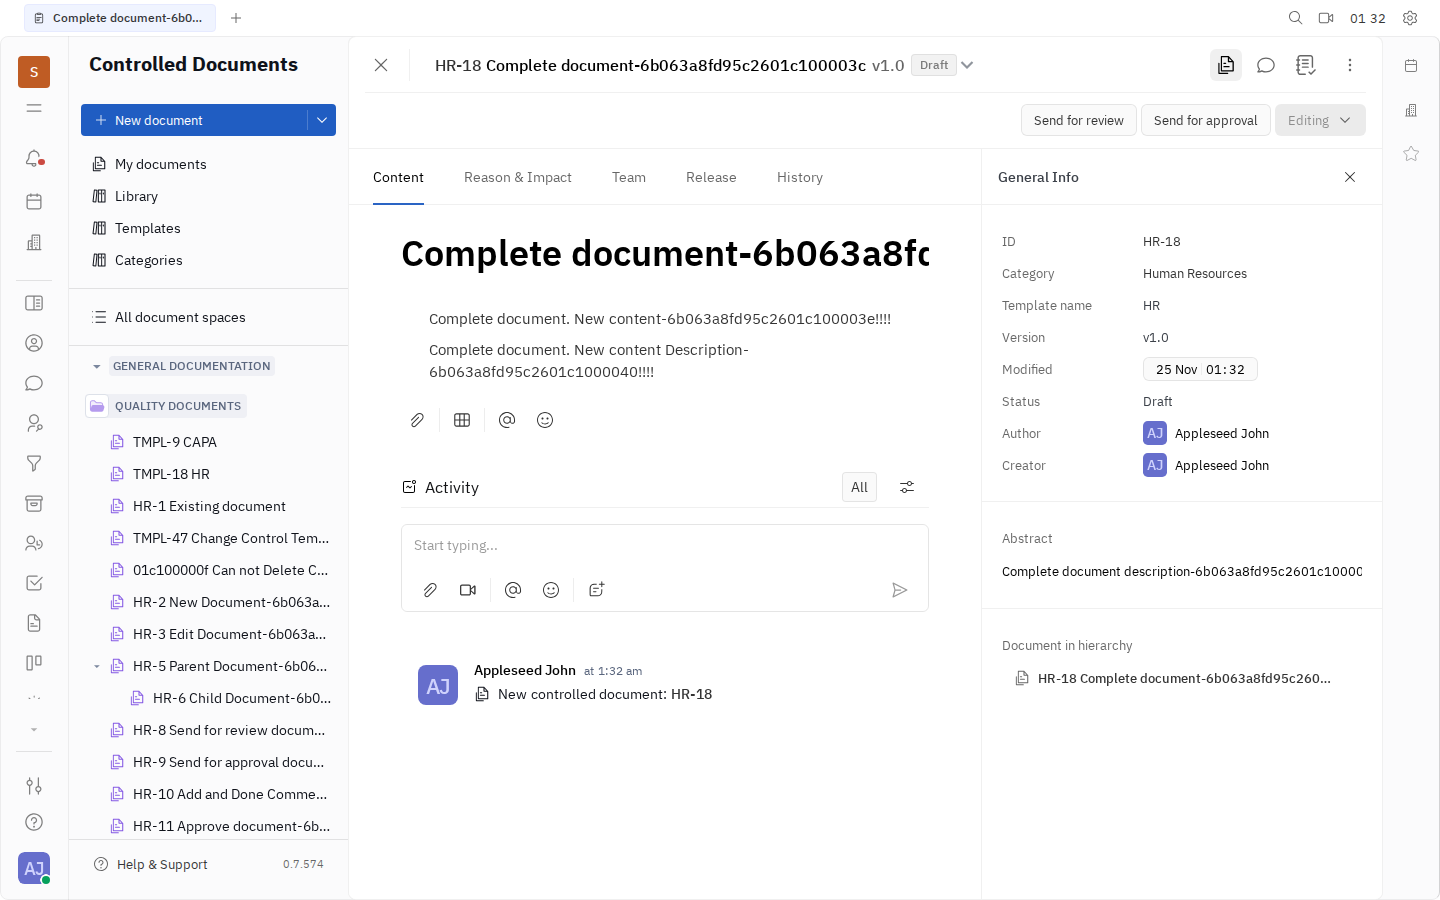 Complete document-6b0...
01 32
S
Controlled Documents
New document
My documents
Library
Templates
Categories
All document spaces
GENERAL DOCUMENTATION
QUALITY DOCUMENTS
TMPL-9 CAPA
TMPL-18 HR
HR-1 Existing document
TMPL-47 Change Control Tem...
01c100000f Can not Delete C...
HR-2 New Document-6b063a...
HR-3 Edit Document-6b063a...
HR-5 Parent Document-6b06...
HR-6 Child Document-6b0...
HR-8 Send for review docum...
HR-9 Send for approval docu...
HR-10 Add and Done Comme...
HR-11 Approve document-6b...
Help & Support
0.7.574
AJ
HR-18 Complete document-6b063a8fd95c2601c100003c v1.0 Draft
Send for review
Send for approval
Editing
Content
Reason & Impact
Team
Release
History
Complete document-6b063a8fd
Complete document. New content-6b063a8fd95c2601c100003e!!!!
Complete document. New content Description-
6b063a8fd95c2601c1000040!!!!
Activity
All
Start typing...
AJ
Appleseed John at 1:32 am
New controlled document: HR-18
General Info
ID HR-18
Category Human Resources
Template name HR
Version v1.0
Modified 25 Nov 01:32
Status Draft
Author AJ Appleseed John
Creator AJ Appleseed John
Abstract
Complete document description-6b063a8fd95c2601c10000
Document in hierarchy
HR-18 Complete document-6b063a8fd95c260...